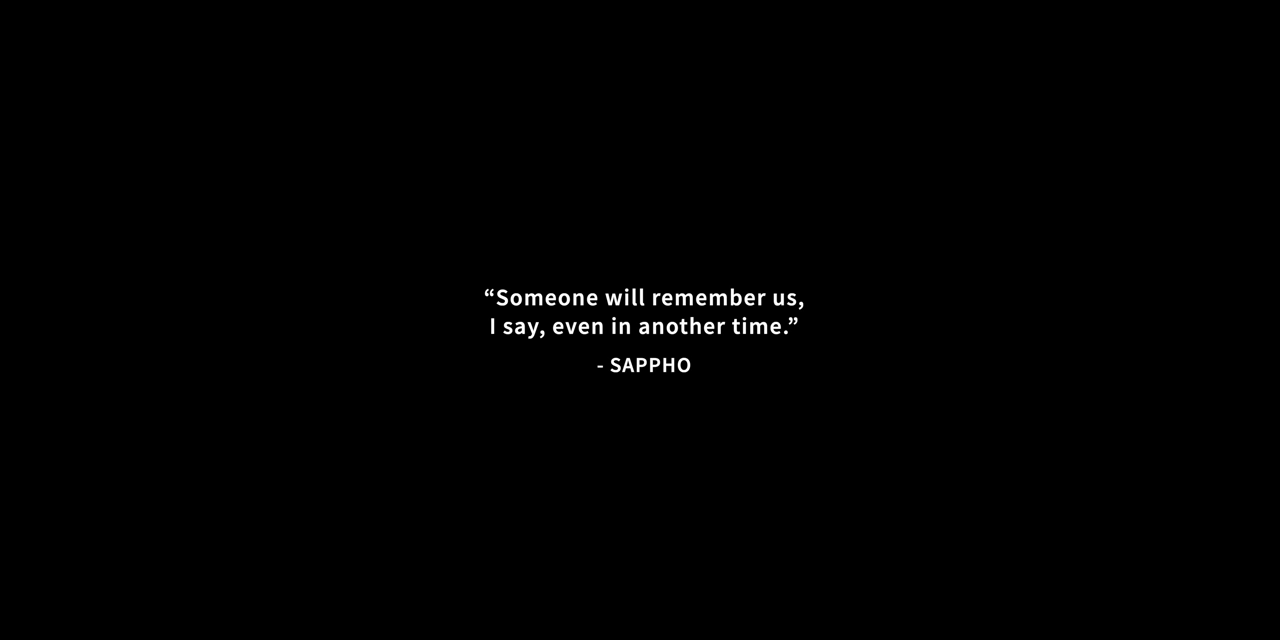 “Someone will remember us,
I say, even in another time.”
- SAPPHO